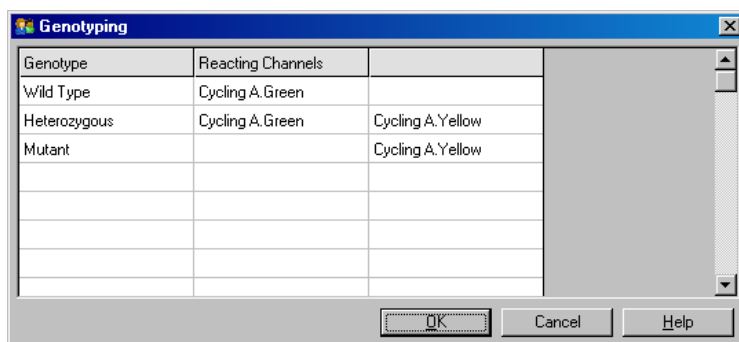 Genotyping
Genotype Reacting Channels
Wild Type Cycling A.Green
Heterozygous Cycling A.Green Cycling A.Yellow
Mutant Cycling A.Yellow
OK Cancel Help